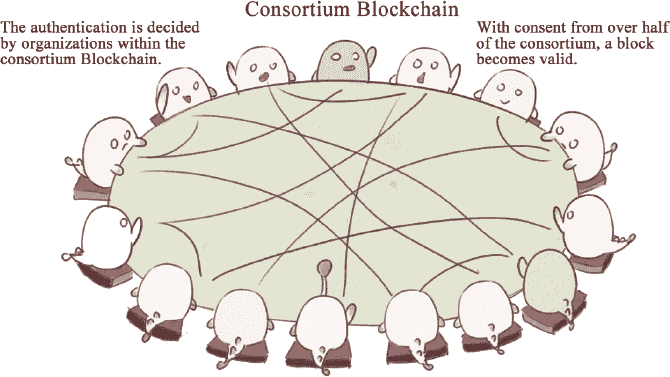 Consortium Blockchain
The authentication is decided
by organizations within the
consortium Blockchain.
With consent from over half
of the consortium, a block
becomes valid.